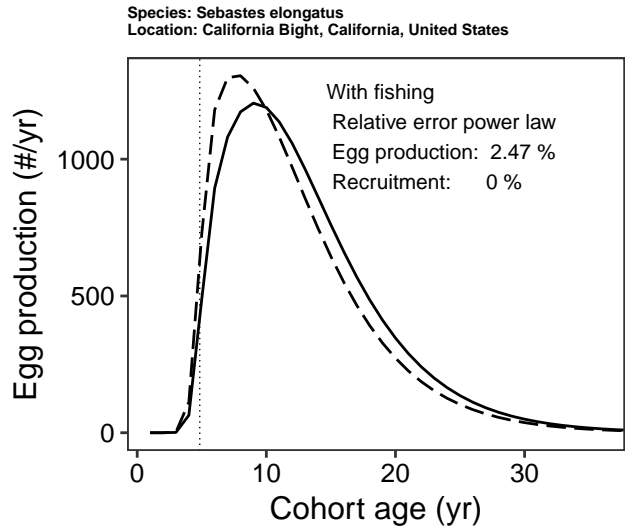 Species: Sebastes elongatus
Location: California Bight, California, United States
With fishing
Relative error power law
Egg production: 2.47 %
Recruitment: 0 %
Egg production (#/yr)
1000
500
0
0 10 20 30
Cohort age (yr)